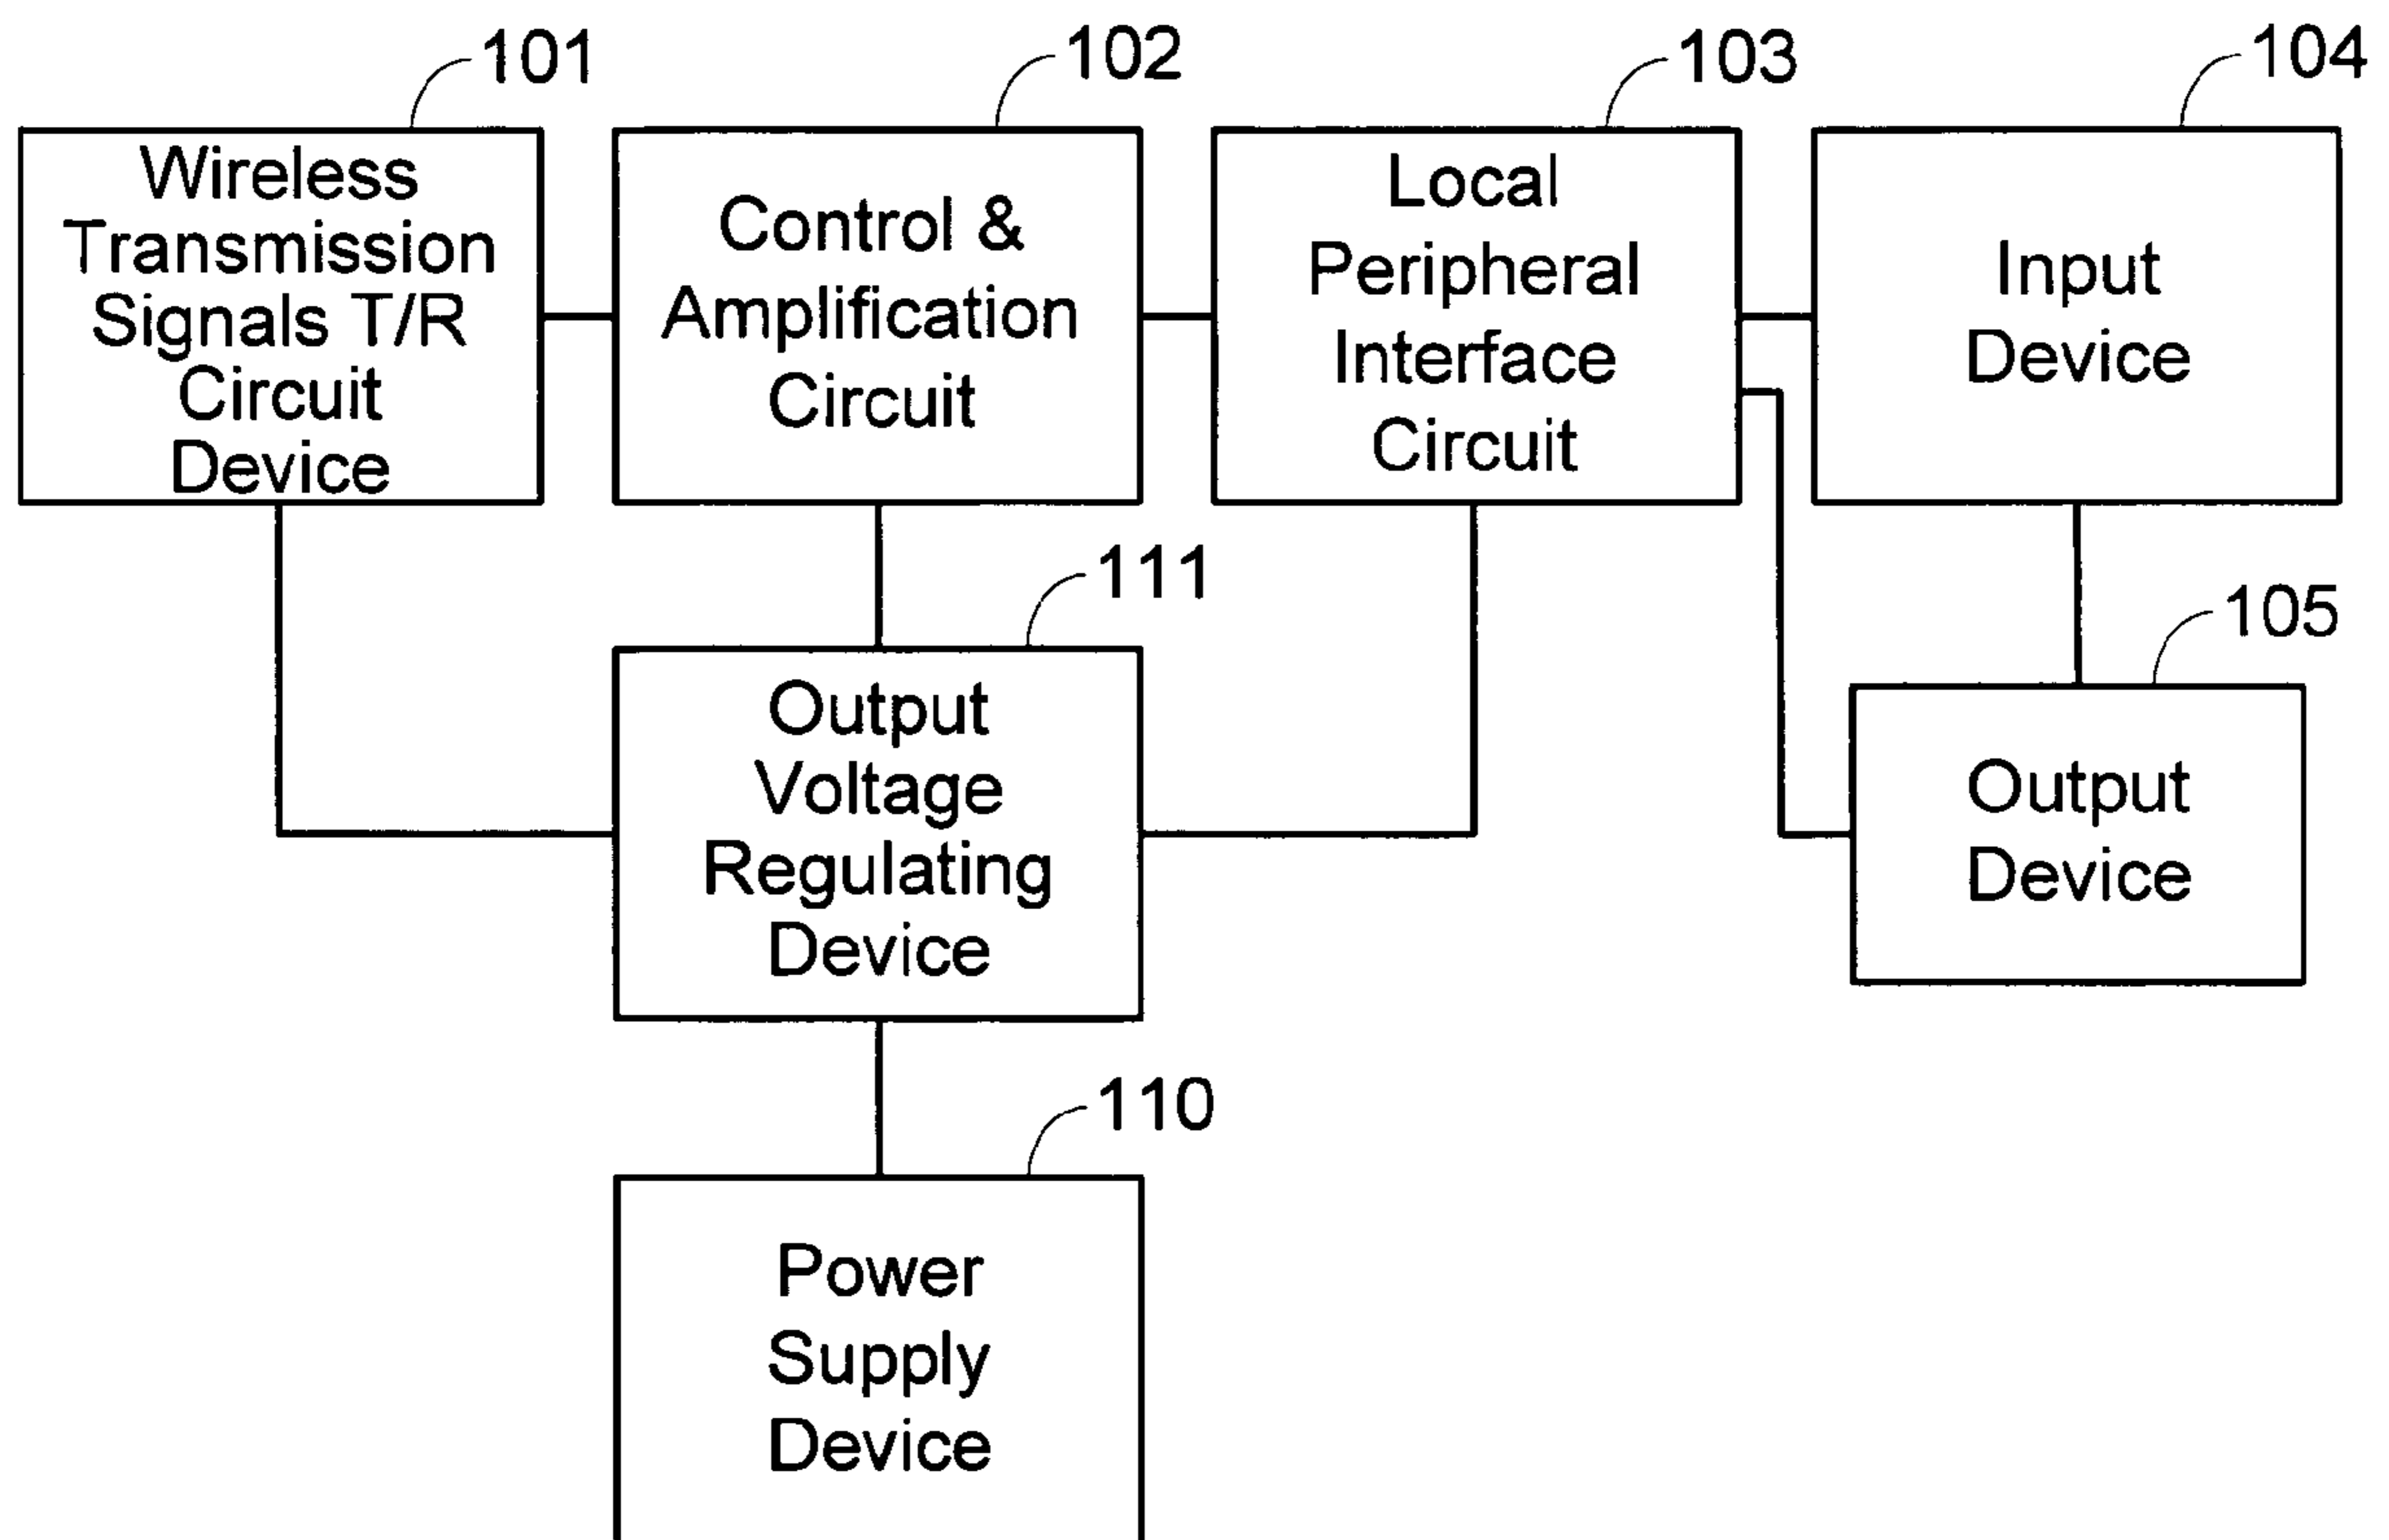 101
102
103
104
Wireless
Transmission
Signals T/R
Circuit
Device
Control &
Amplification
Circuit
Local
Peripheral
Interface
Circuit
Input
Device
111
105
Output
Voltage
Regulating
Device
Output
Device
110
Power
Supply
Device